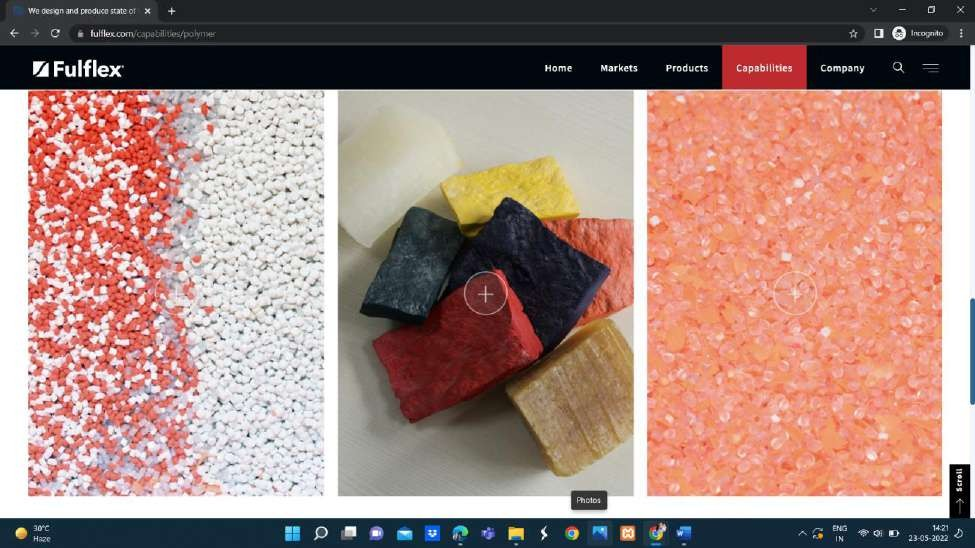 We design and produce state of
fulflex.com/capabilities/polymer
Incognito
Fulflex
Home
Markets
Products
Capabilities
Company
Photos
Scroll
30°C
Haze
ENG
IN
14:21
23-05-2022